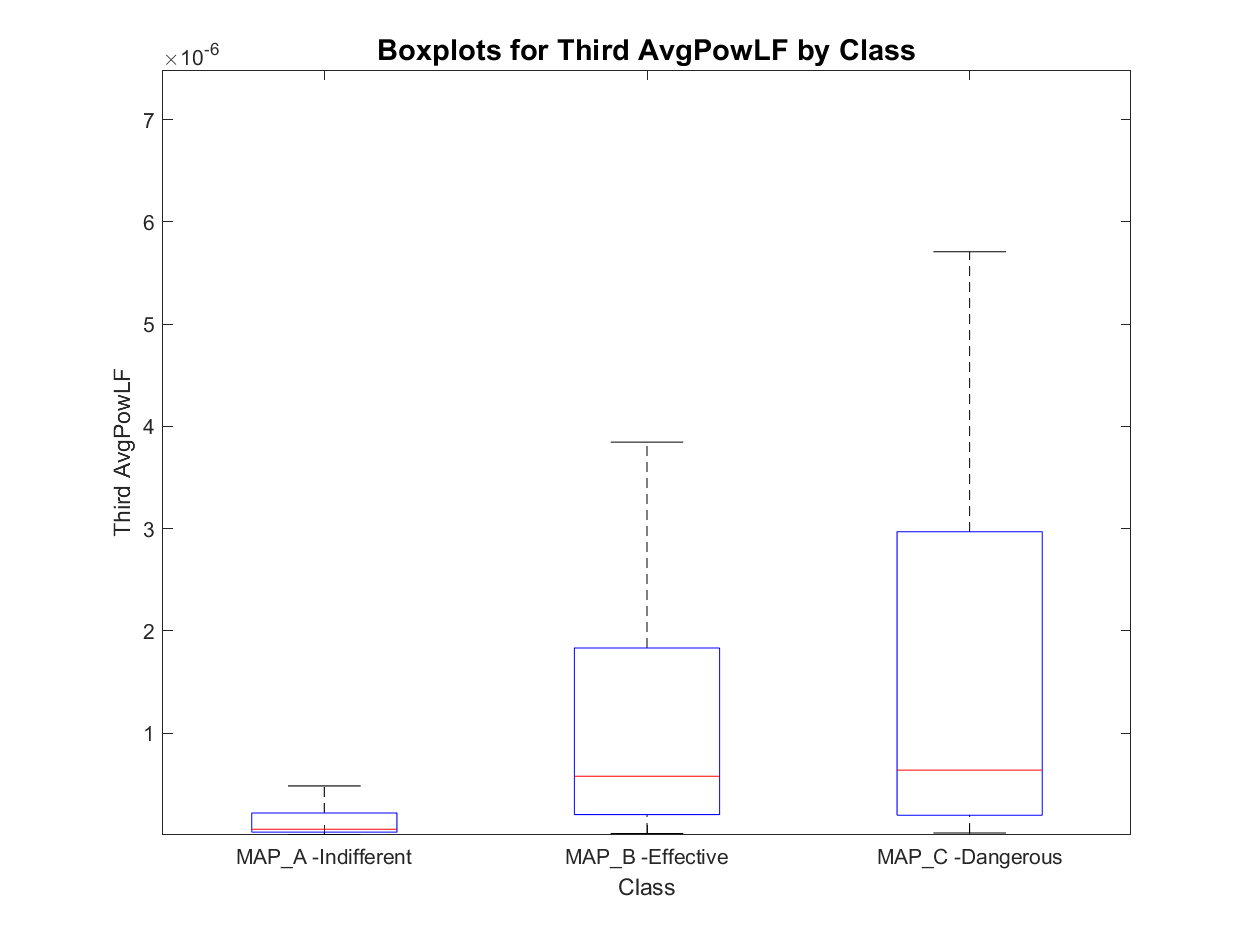 Boxplots for Third AvgPowLF by Class
×10-6
7
6
5
4
3
2
1
Third AvgPowLF
MAP_A -Indifferent
MAP_B -Effective
MAP_C -Dangerous
Class